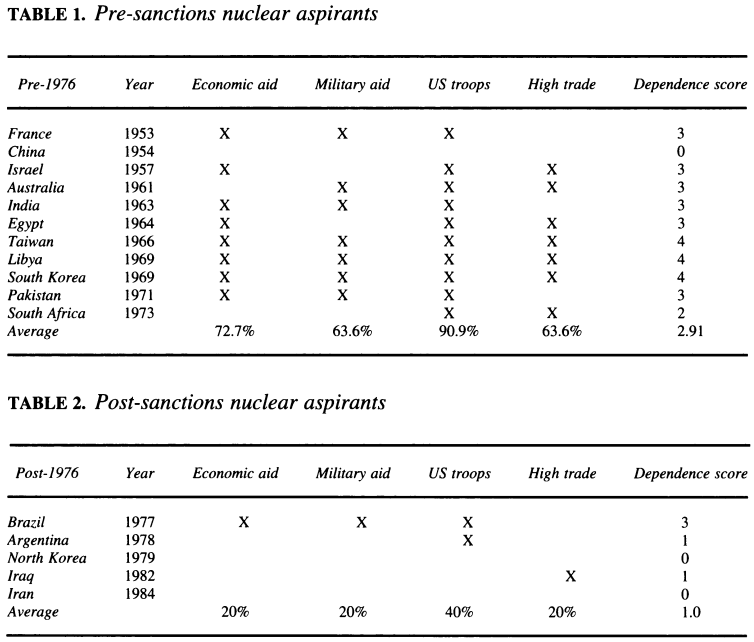 TABLE 1. Pre-sanctions nuclear aspirants
Pre-1976 Year Economic aid Military aid US troops High trade Dependence score
France 1953 X X X 3
China 1954 0
Israel 1957 X X X 3
Australia 1961 X X X 3
India 1963 X X X 3
Egypt 1964 X X X 3
Taiwan 1966 X X X X 4
Libya 1969 X X X X 4
South Korea 1969 X X X X 4
Pakistan 1971 X X X 3
South Africa 1973 X X 2
Average 72.7% 63.6% 90.9% 63.6% 2.91
TABLE 2. Post-sanctions nuclear aspirants
Post-1976 Year Economic aid Military aid US troops High trade Dependence score
Brazil 1977 X X X 3
Argentina 1978 X 1
North Korea 1979 0
Iraq 1982 X 1
Iran 1984 0
Average 20% 20% 40% 20% 1.0